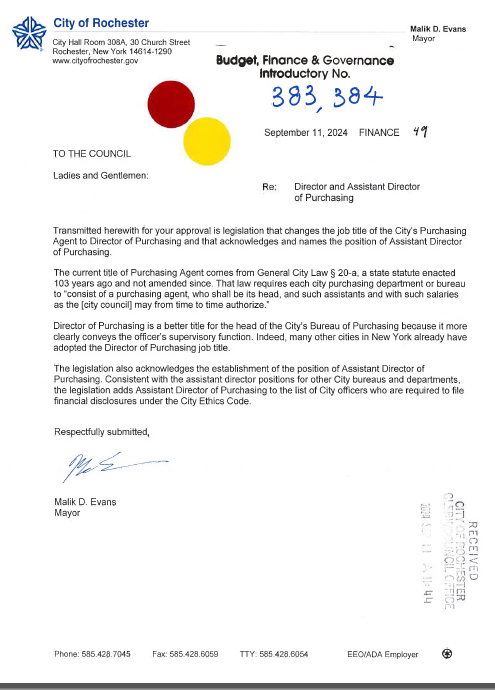 City of Rochester
City Hall Room 308A, 30 Church Street
Rochester, New York 14614-1290
www.cityofrochester.gov
Malik D. Evans
Mayor
Budget, Finance & Governance
Introductory No.
383, 384
September 11, 2024 FINANCE 49
TO THE COUNCIL
Ladies and Gentlemen:
Re: Director and Assistant Director
of Purchasing
Transmitted herewith for your approval is legislation that changes the job title of the City's Purchasing
Agent to Director of Purchasing and that acknowledges and names the position of Assistant Director
of Purchasing.
The current title of Purchasing Agent comes from General City Law § 20-a, a state statute enacted
103 years ago and not amended since. That law requires each city purchasing department or bureau
to "consist of a purchasing agent, who shall be its head, and such assistants and with such salaries
as the [city council] may from time to time authorize."
Director of Purchasing is a better title for the head of the City's Bureau of Purchasing because it more
clearly conveys the officer's supervisory function. Indeed, many other cities in New York already have
adopted the Director of Purchasing job title.
The legislation also acknowledges the establishment of the position of Assistant Director of
Purchasing. Consistent with the assistant director positions for other City bureaus and departments,
the legislation adds Assistant Director of Purchasing to the list of City officers who are required to file
financial disclosures under the City Ethics Code.
Respectfully submitted,
Malik D. Evans
Mayor
RECEIVED
CITY OF ROCHESTER
CLERK/COUNCIL OFFICE
Phone: 585.428.7045 Fax: 585.428.6059 TTY: 585.428.6054 EEO/ADA Employer